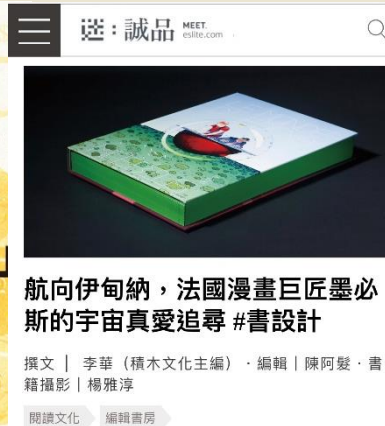 迷：誠品 MEET.
eslite.com
航向伊甸納，法國漫畫巨匠墨必
斯的宇宙真愛追尋 #書設計
撰文 │ 李華（積木文化主編）．編輯｜陳阿髮．書
籍攝影｜楊雅淳
閱讀文化 編輯書房